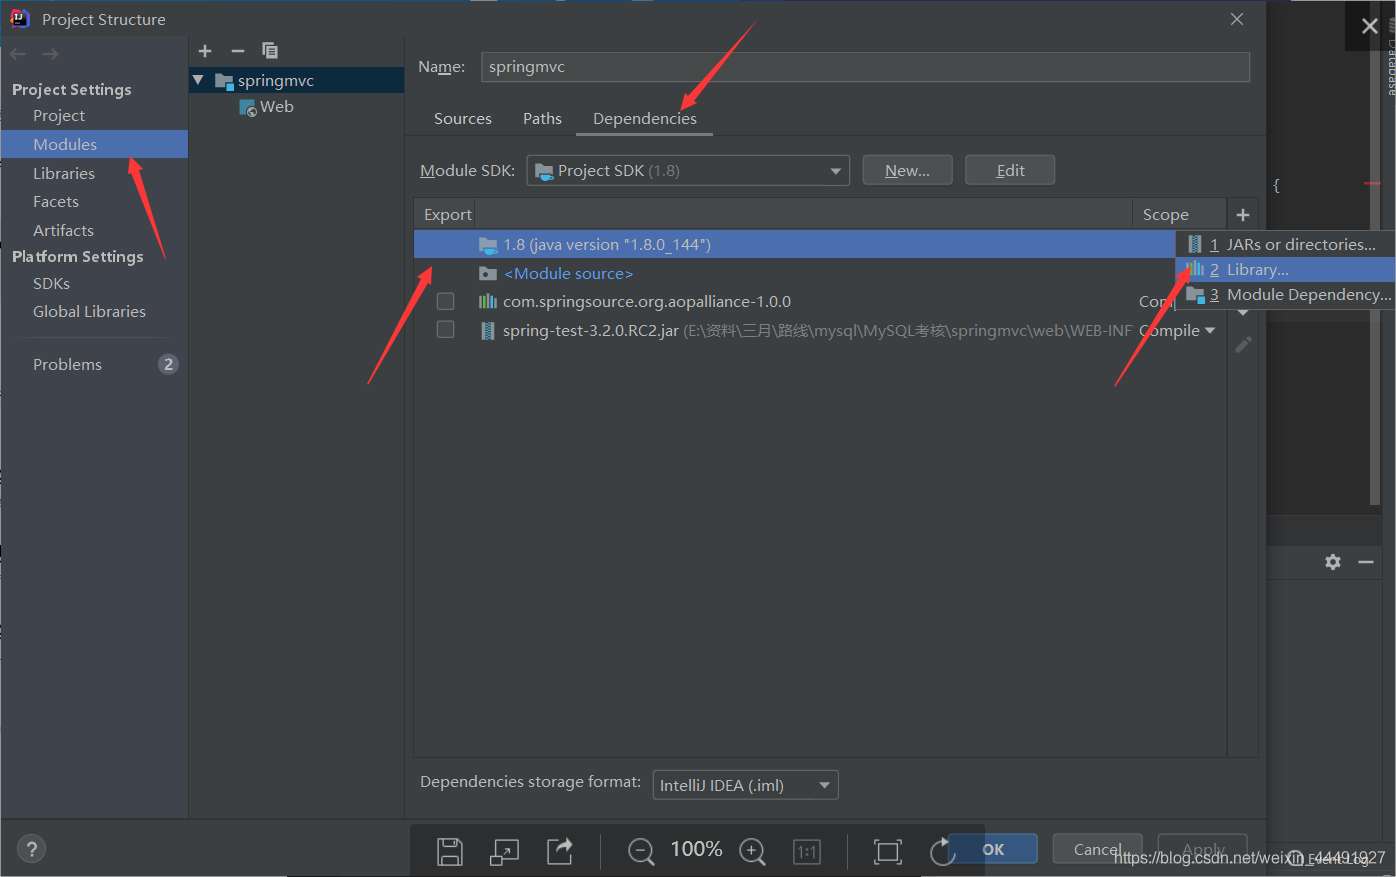 Project Structure
Project Settings
Project
Modules
Libraries
Facets
Artifacts
Platform Settings
SDKs
Global Libraries
Problems 2
springmvc
Web
Name: springmvc
Sources Paths Dependencies
Module SDK: Project SDK (1.8) New... Edit
Export Scope
1.8 (java version "1.8.0_144")
<Module source>
com.springsource.org.aopalliance-1.0.0
spring-test-3.2.0.RC2.jar (E:\资料\三月\路线\mysql\MySQL考核\springmvc\web\WEB-INF Compile
1 JARs or directories...
2 Library...
3 Module Dependency...
Dependencies storage format: IntelliJ IDEA (.iml)
? 100% 1:1 OK Cancel Apply
Event Log
https://blog.csdn.net/weixin_44491927
Database
{